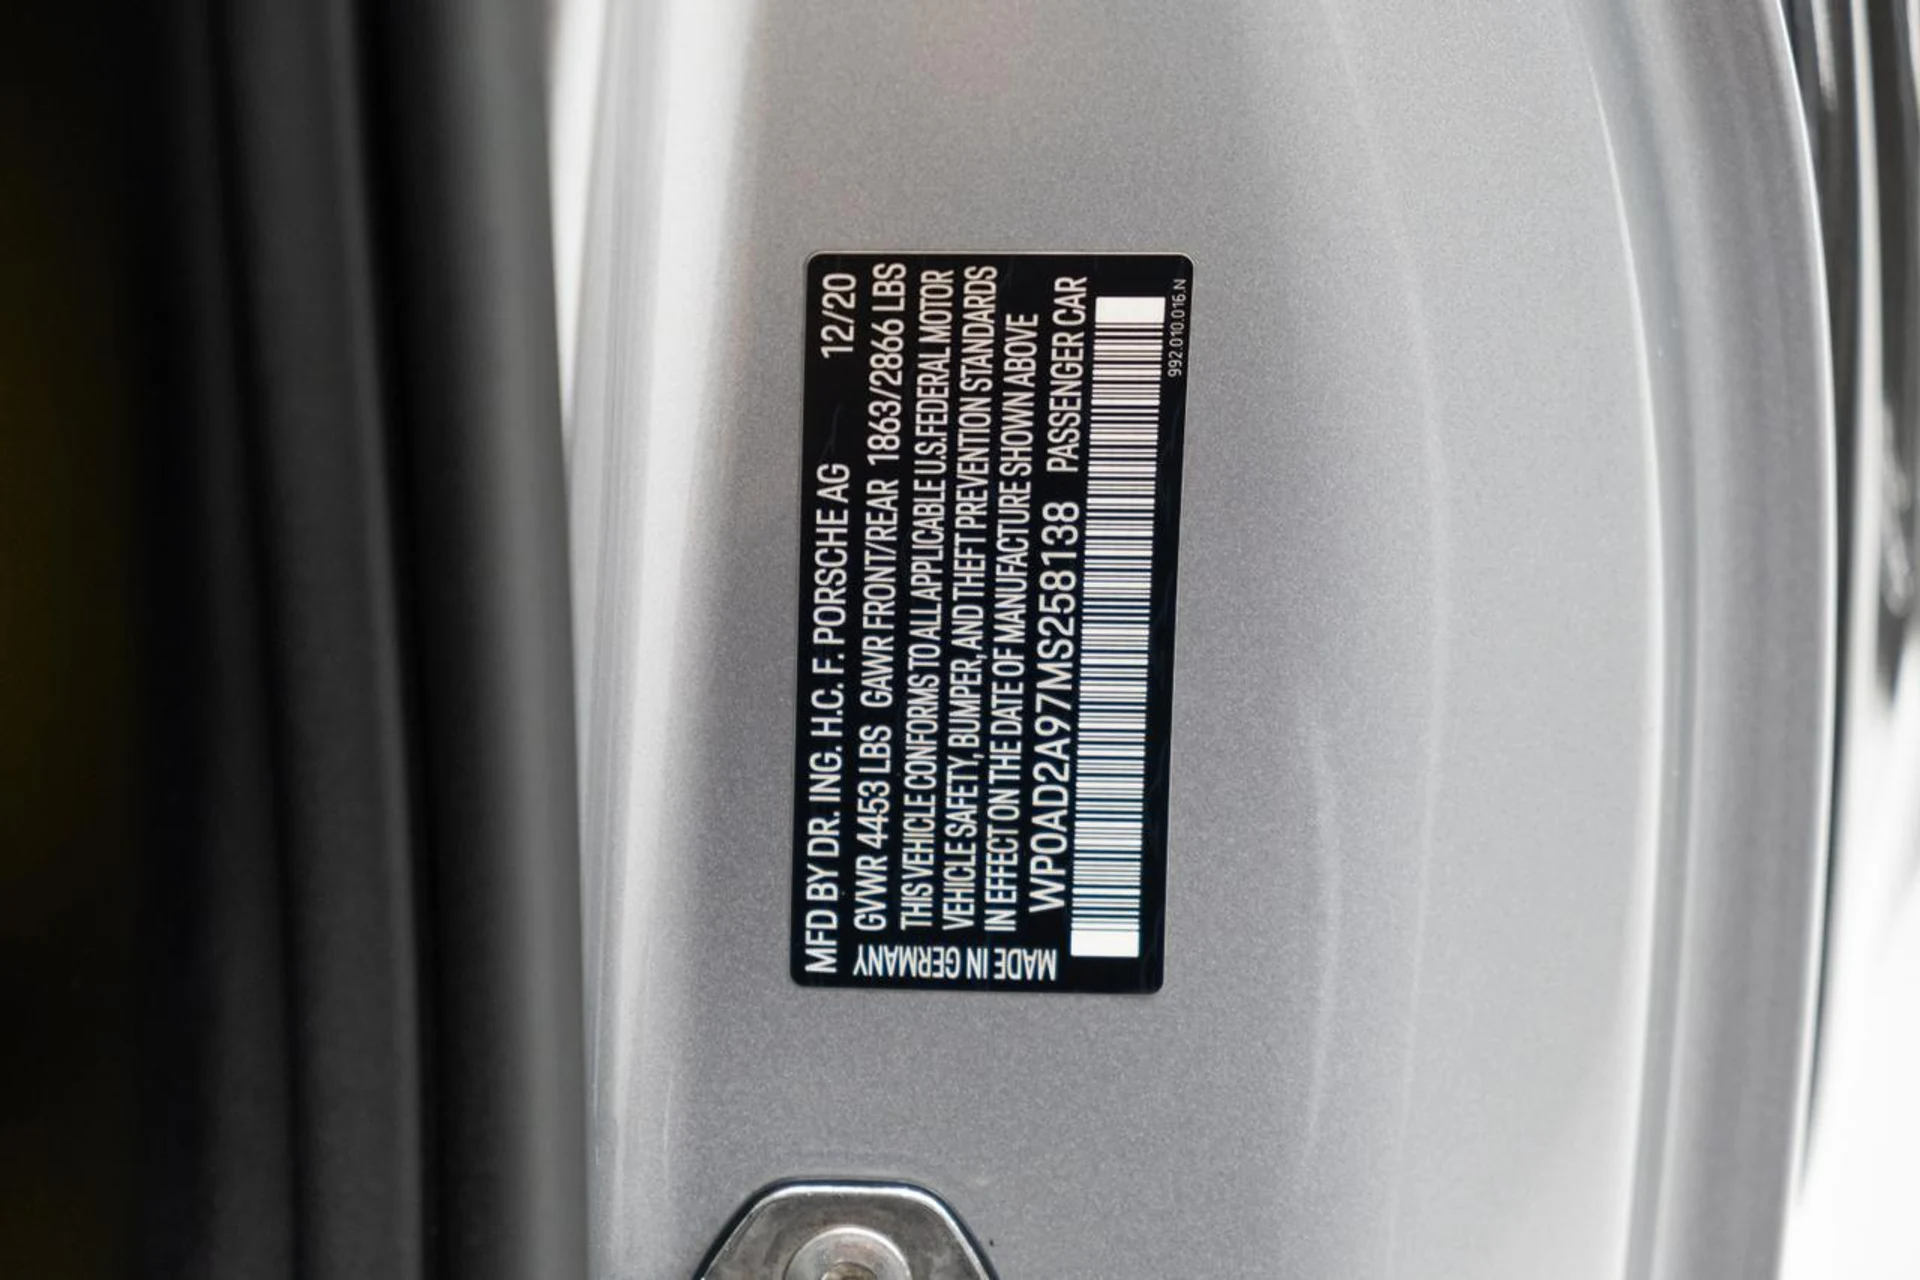 MFD BY DR. ING. H.C. F. PORSCHE AG 12/20
GVWR 4453 LBS GAWR FRONT/REAR 1863/2866 LBS
THIS VEHICLE CONFORMS TO ALL APPLICABLE U.S. FEDERAL MOTOR
VEHICLE SAFETY, BUMPER, AND THEFT PREVENTION STANDARDS
IN EFFECT ON THE DATE OF MANUFACTURE SHOWN ABOVE
WP0AD2A97MS258138 PASSENGER CAR
MADE IN GERMANY
992.010.016.N